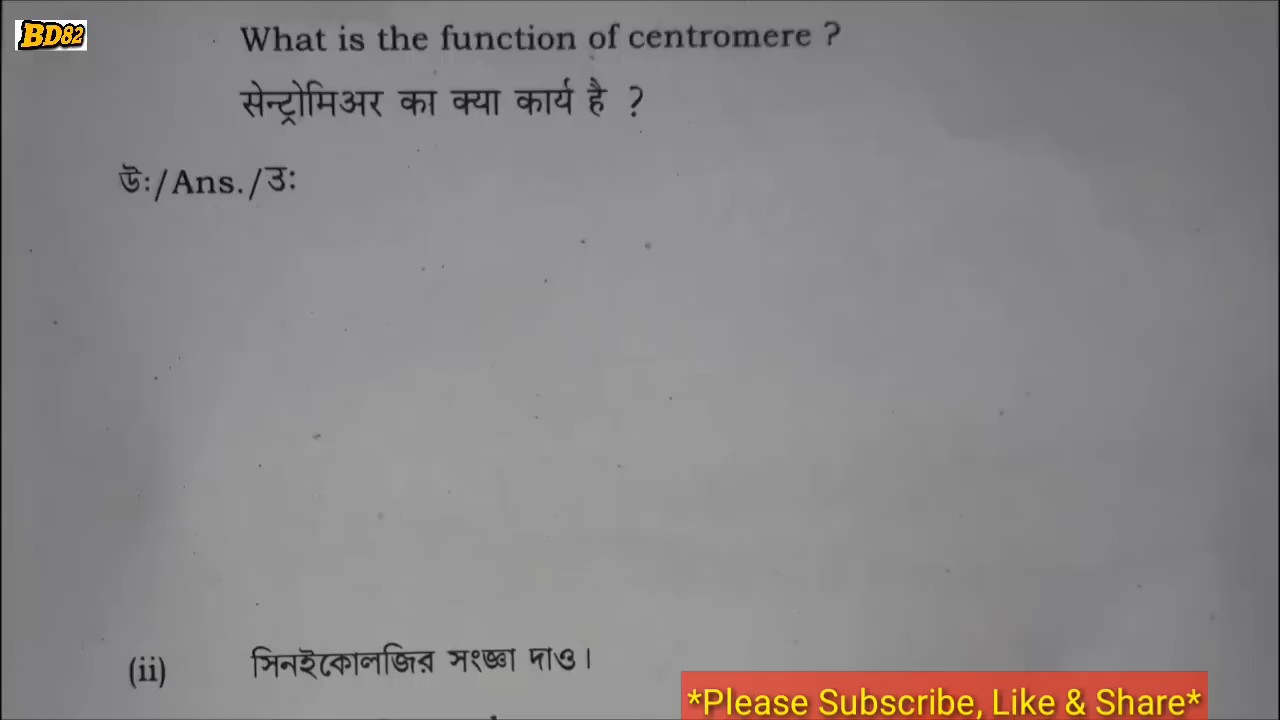 BD82
What is the function of centromere ?
सेन्ट्रोमिअर का क्या कार्य है ?
উঃ/Ans./उः
(ii) সিনইকোলজির সংজ্ঞা দাও।
*Please Subscribe, Like & Share*